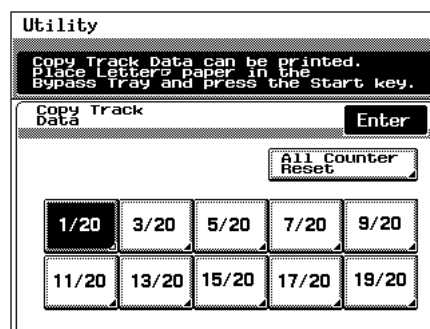 Utility
Copy Track Data can be printed.
Place Letter paper in the
Bypass Tray and press the Start key.
Copy Track
Data
Enter
All Counter
Reset
1/20 3/20 5/20 7/20 9/20
11/20 13/20 15/20 17/20 19/20